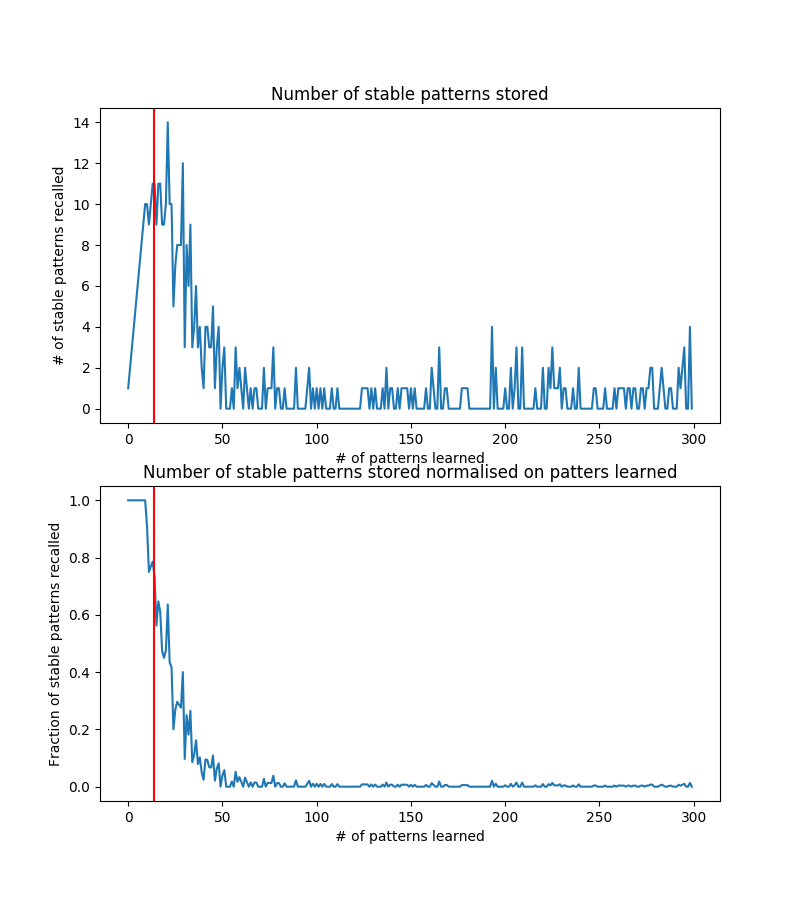 Number of stable patterns stored
# of stable patterns recalled
14
12
10
8
6
4
2
0
0 50 100 150 200 250 300
# of patterns learned
Number of stable patterns stored normalised on patters learned
Fraction of stable patterns recalled
1.0
0.8
0.6
0.4
0.2
0.0
0 50 100 150 200 250 300
# of patterns learned